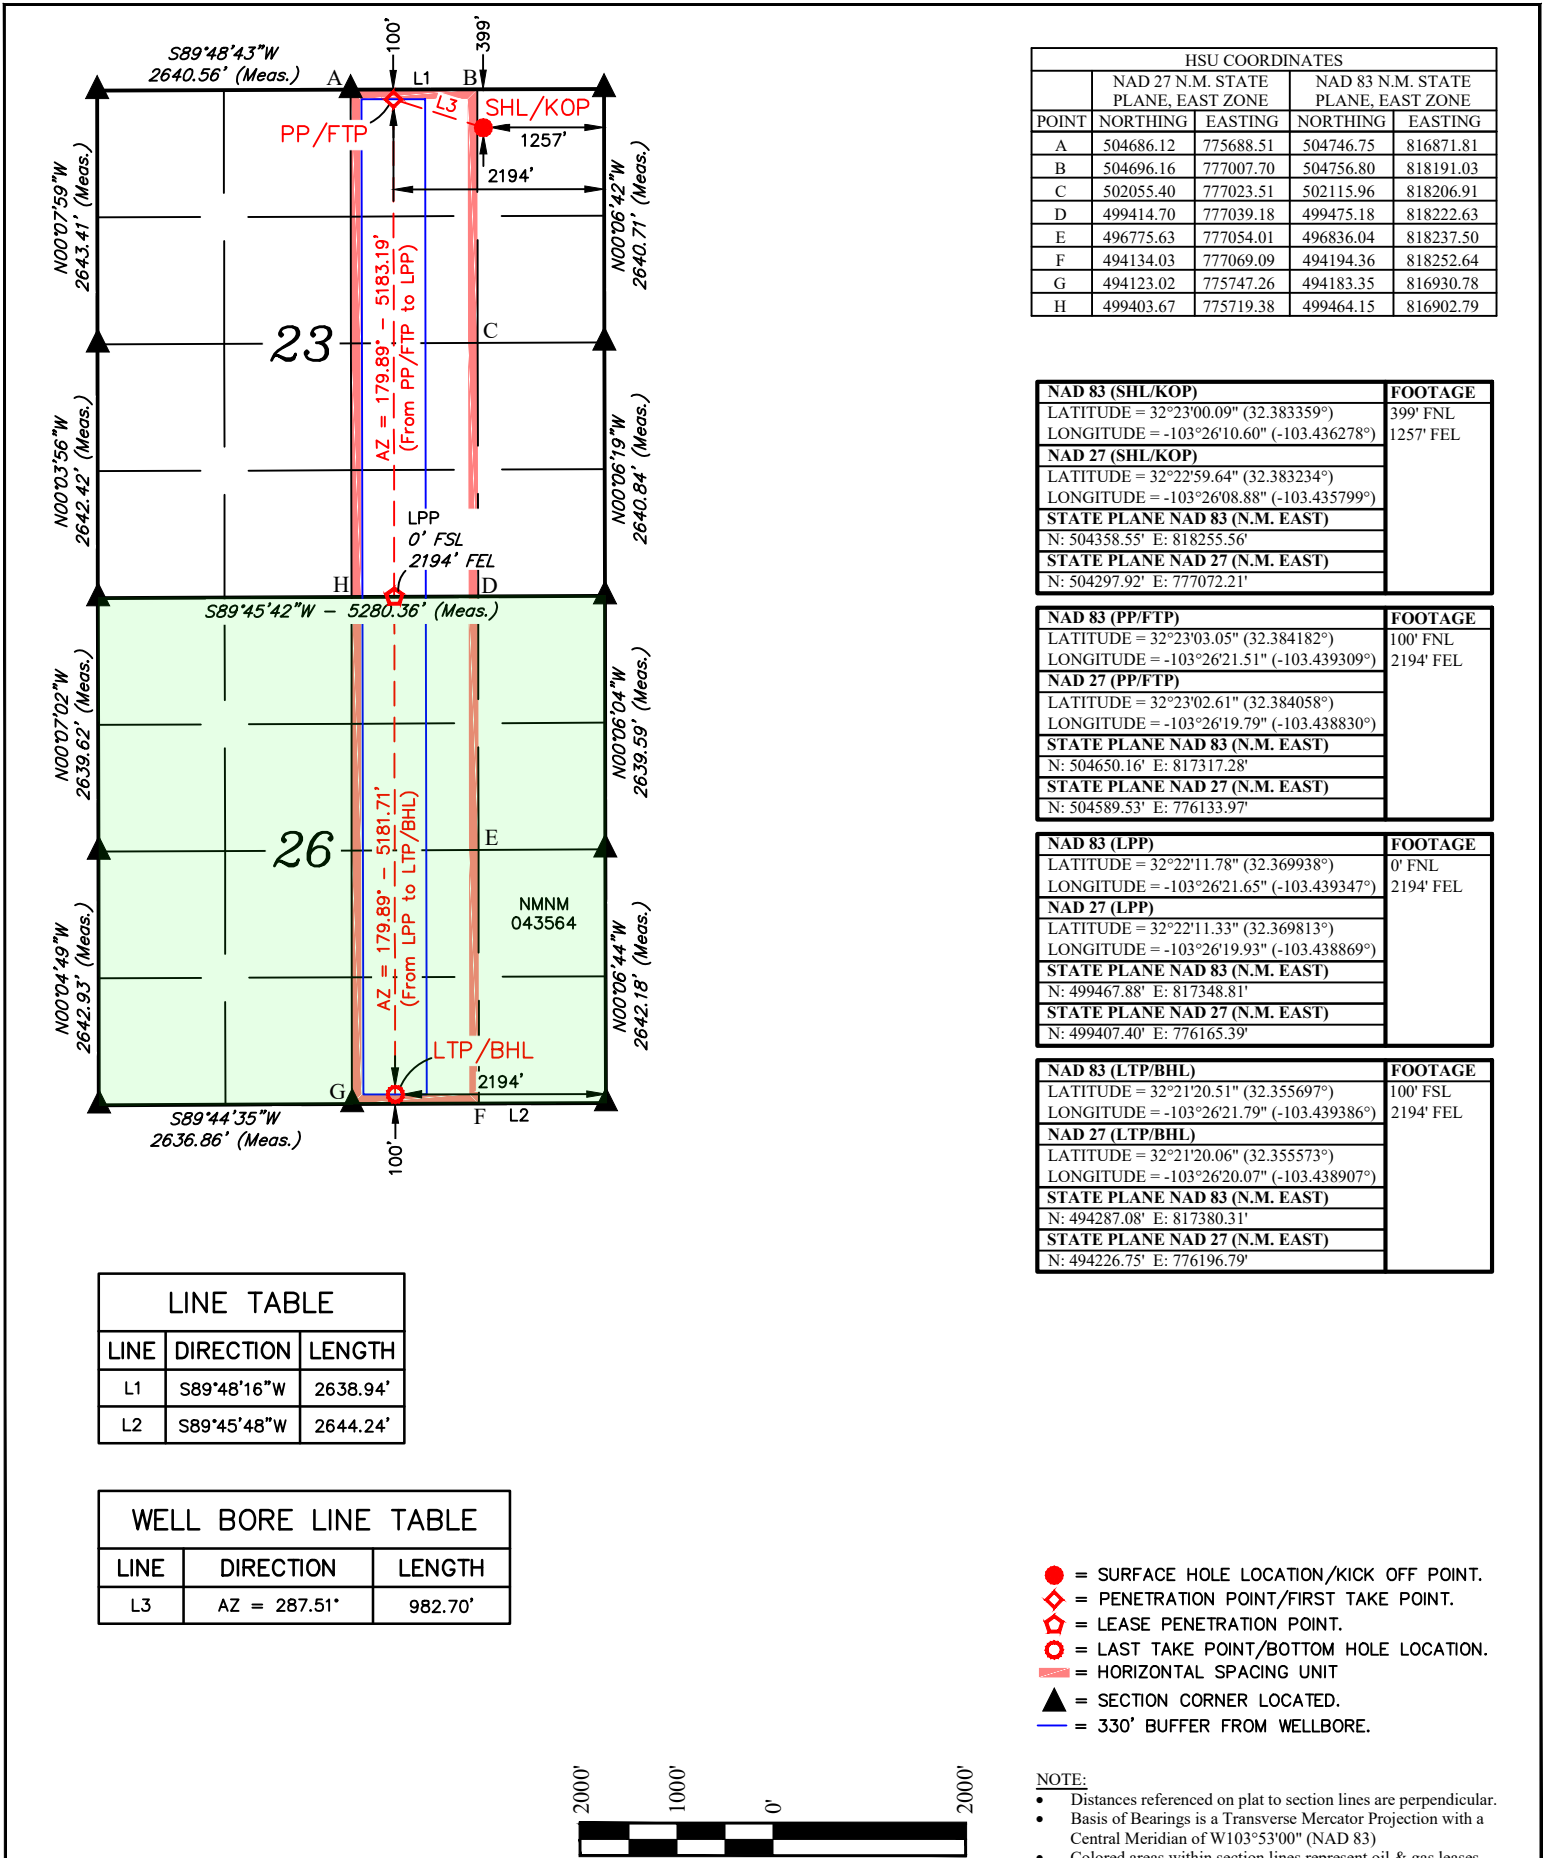 S89°48'43"W
2640.56' (Meas.)
100'
399'
A
L1
B
L3
SHL/KOP
PP/FTP
1257'
2194'
N00°07'59"W
2643.41' (Meas.)
N00°06'42"W
2640.71' (Meas.)
AZ = 179.89° - 5183.19'
(From PP/FTP to LPP)
23
C
N00°03'56"W
2642.42' (Meas.)
N00°06'19"W
2640.84' (Meas.)
LPP
0' FSL
2194' FEL
H
D
S89°45'42"W - 5280.36' (Meas.)
N00°07'02"W
2639.62' (Meas.)
N00°06'04"W
2639.59' (Meas.)
AZ = 179.89° - 5181.71'
(From LPP to LTP/BHL)
26
E
NMNM
043564
N00°04'49"W
2642.93' (Meas.)
N00°06'44"W
2642.18' (Meas.)
LTP/BHL
2194'
G
F
L2
S89°44'35"W
2636.86' (Meas.)
100'
HSU COORDINATES
NAD 27 N.M. STATE PLANE, EAST ZONE NAD 83 N.M. STATE PLANE, EAST ZONE
POINT NORTHING EASTING NORTHING EASTING
A 504686.12 775688.51 504746.75 816871.81
B 504696.16 777007.70 504756.80 818191.03
C 502055.40 777023.51 502115.96 818206.91
D 499414.70 777039.18 499475.18 818222.63
E 496775.63 777054.01 496836.04 818237.50
F 494134.03 777069.09 494194.36 818252.64
G 494123.02 775747.26 494183.35 816930.78
H 499403.67 775719.38 499464.15 816902.79
NAD 83 (SHL/KOP) FOOTAGE
LATITUDE = 32°23'00.09" (32.383359°) 399' FNL
LONGITUDE = -103°26'10.60" (-103.436278°) 1257' FEL
NAD 27 (SHL/KOP)
LATITUDE = 32°22'59.64" (32.383234°)
LONGITUDE = -103°26'08.88" (-103.435799°)
STATE PLANE NAD 83 (N.M. EAST)
N: 504358.55' E: 818255.56'
STATE PLANE NAD 27 (N.M. EAST)
N: 504297.92' E: 777072.21'
NAD 83 (PP/FTP) FOOTAGE
LATITUDE = 32°23'03.05" (32.384182°) 100' FNL
LONGITUDE = -103°26'21.51" (-103.439309°) 2194' FEL
NAD 27 (PP/FTP)
LATITUDE = 32°23'02.61" (32.384058°)
LONGITUDE = -103°26'19.79" (-103.438830°)
STATE PLANE NAD 83 (N.M. EAST)
N: 504650.16' E: 817317.28'
STATE PLANE NAD 27 (N.M. EAST)
N: 504589.53' E: 776133.97'
NAD 83 (LPP) FOOTAGE
LATITUDE = 32°22'11.78" (32.369938°) 0' FNL
LONGITUDE = -103°26'21.65" (-103.439347°) 2194' FEL
NAD 27 (LPP)
LATITUDE = 32°22'11.33" (32.369813°)
LONGITUDE = -103°26'19.93" (-103.438869°)
STATE PLANE NAD 83 (N.M. EAST)
N: 499467.88' E: 817348.81'
STATE PLANE NAD 27 (N.M. EAST)
N: 499407.40' E: 776165.39'
NAD 83 (LTP/BHL) FOOTAGE
LATITUDE = 32°21'20.51" (32.355697°) 100' FSL
LONGITUDE = -103°26'21.79" (-103.439386°) 2194' FEL
NAD 27 (LTP/BHL)
LATITUDE = 32°21'20.06" (32.355573°)
LONGITUDE = -103°26'20.07" (-103.438907°)
STATE PLANE NAD 83 (N.M. EAST)
N: 494287.08' E: 817380.31'
STATE PLANE NAD 27 (N.M. EAST)
N: 494226.75' E: 776196.79'
LINE TABLE
LINE DIRECTION LENGTH
L1 S89°48'16"W 2638.94'
L2 S89°45'48"W 2644.24'
WELL BORE LINE TABLE
LINE DIRECTION LENGTH
L3 AZ = 287.51° 982.70'
= SURFACE HOLE LOCATION/KICK OFF POINT.
= PENETRATION POINT/FIRST TAKE POINT.
= LEASE PENETRATION POINT.
= LAST TAKE POINT/BOTTOM HOLE LOCATION.
= HORIZONTAL SPACING UNIT
= SECTION CORNER LOCATED.
= 330' BUFFER FROM WELLBORE.
2000' 1000' 0' 2000'
NOTE:
• Distances referenced on plat to section lines are perpendicular.
• Basis of Bearings is a Transverse Mercator Projection with a
Central Meridian of W103°53'00" (NAD 83)
• Colored areas within section lines represent oil & gas leases.